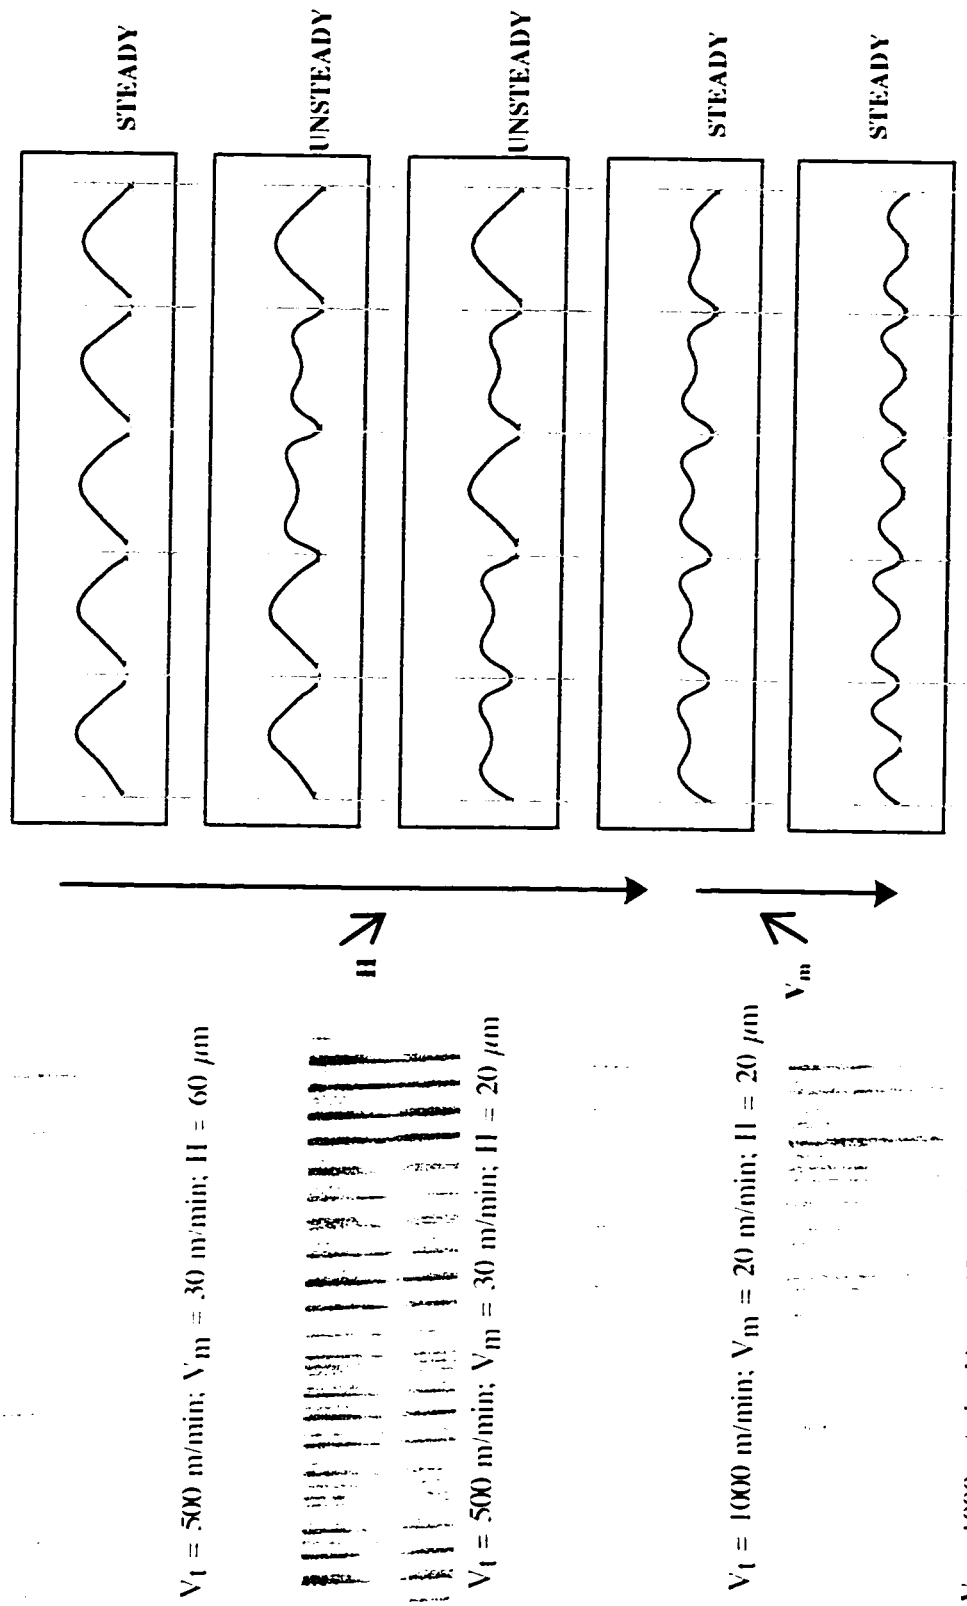 STEADY
UNSTEADY
UNSTEADY
STEADY
STEADY
H
Vm
Vt = 500 m/min; Vm = 30 m/min; H = 60 µm
Vt = 500 m/min; Vm = 30 m/min; H = 20 µm
Vt = 1000 m/min; Vm = 20 m/min; H = 20 µm